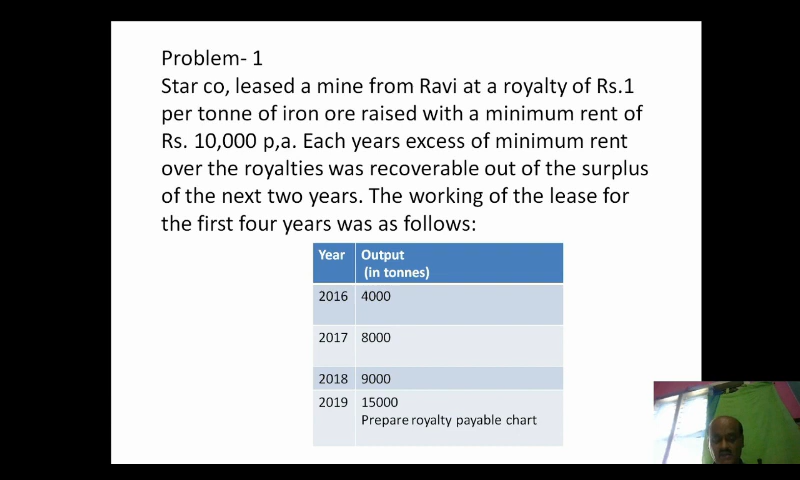 Problem- 1
Star co, leased a mine from Ravi at a royalty of Rs.1
per tonne of iron ore raised with a minimum rent of
Rs. 10,000 p,a. Each years excess of minimum rent
over the royalties was recoverable out of the surplus
of the next two years. The working of the lease for
the first four years was as follows:
Year Output
(in tonnes)
2016 4000
2017 8000
2018 9000
2019 15000
Prepare royalty payable chart